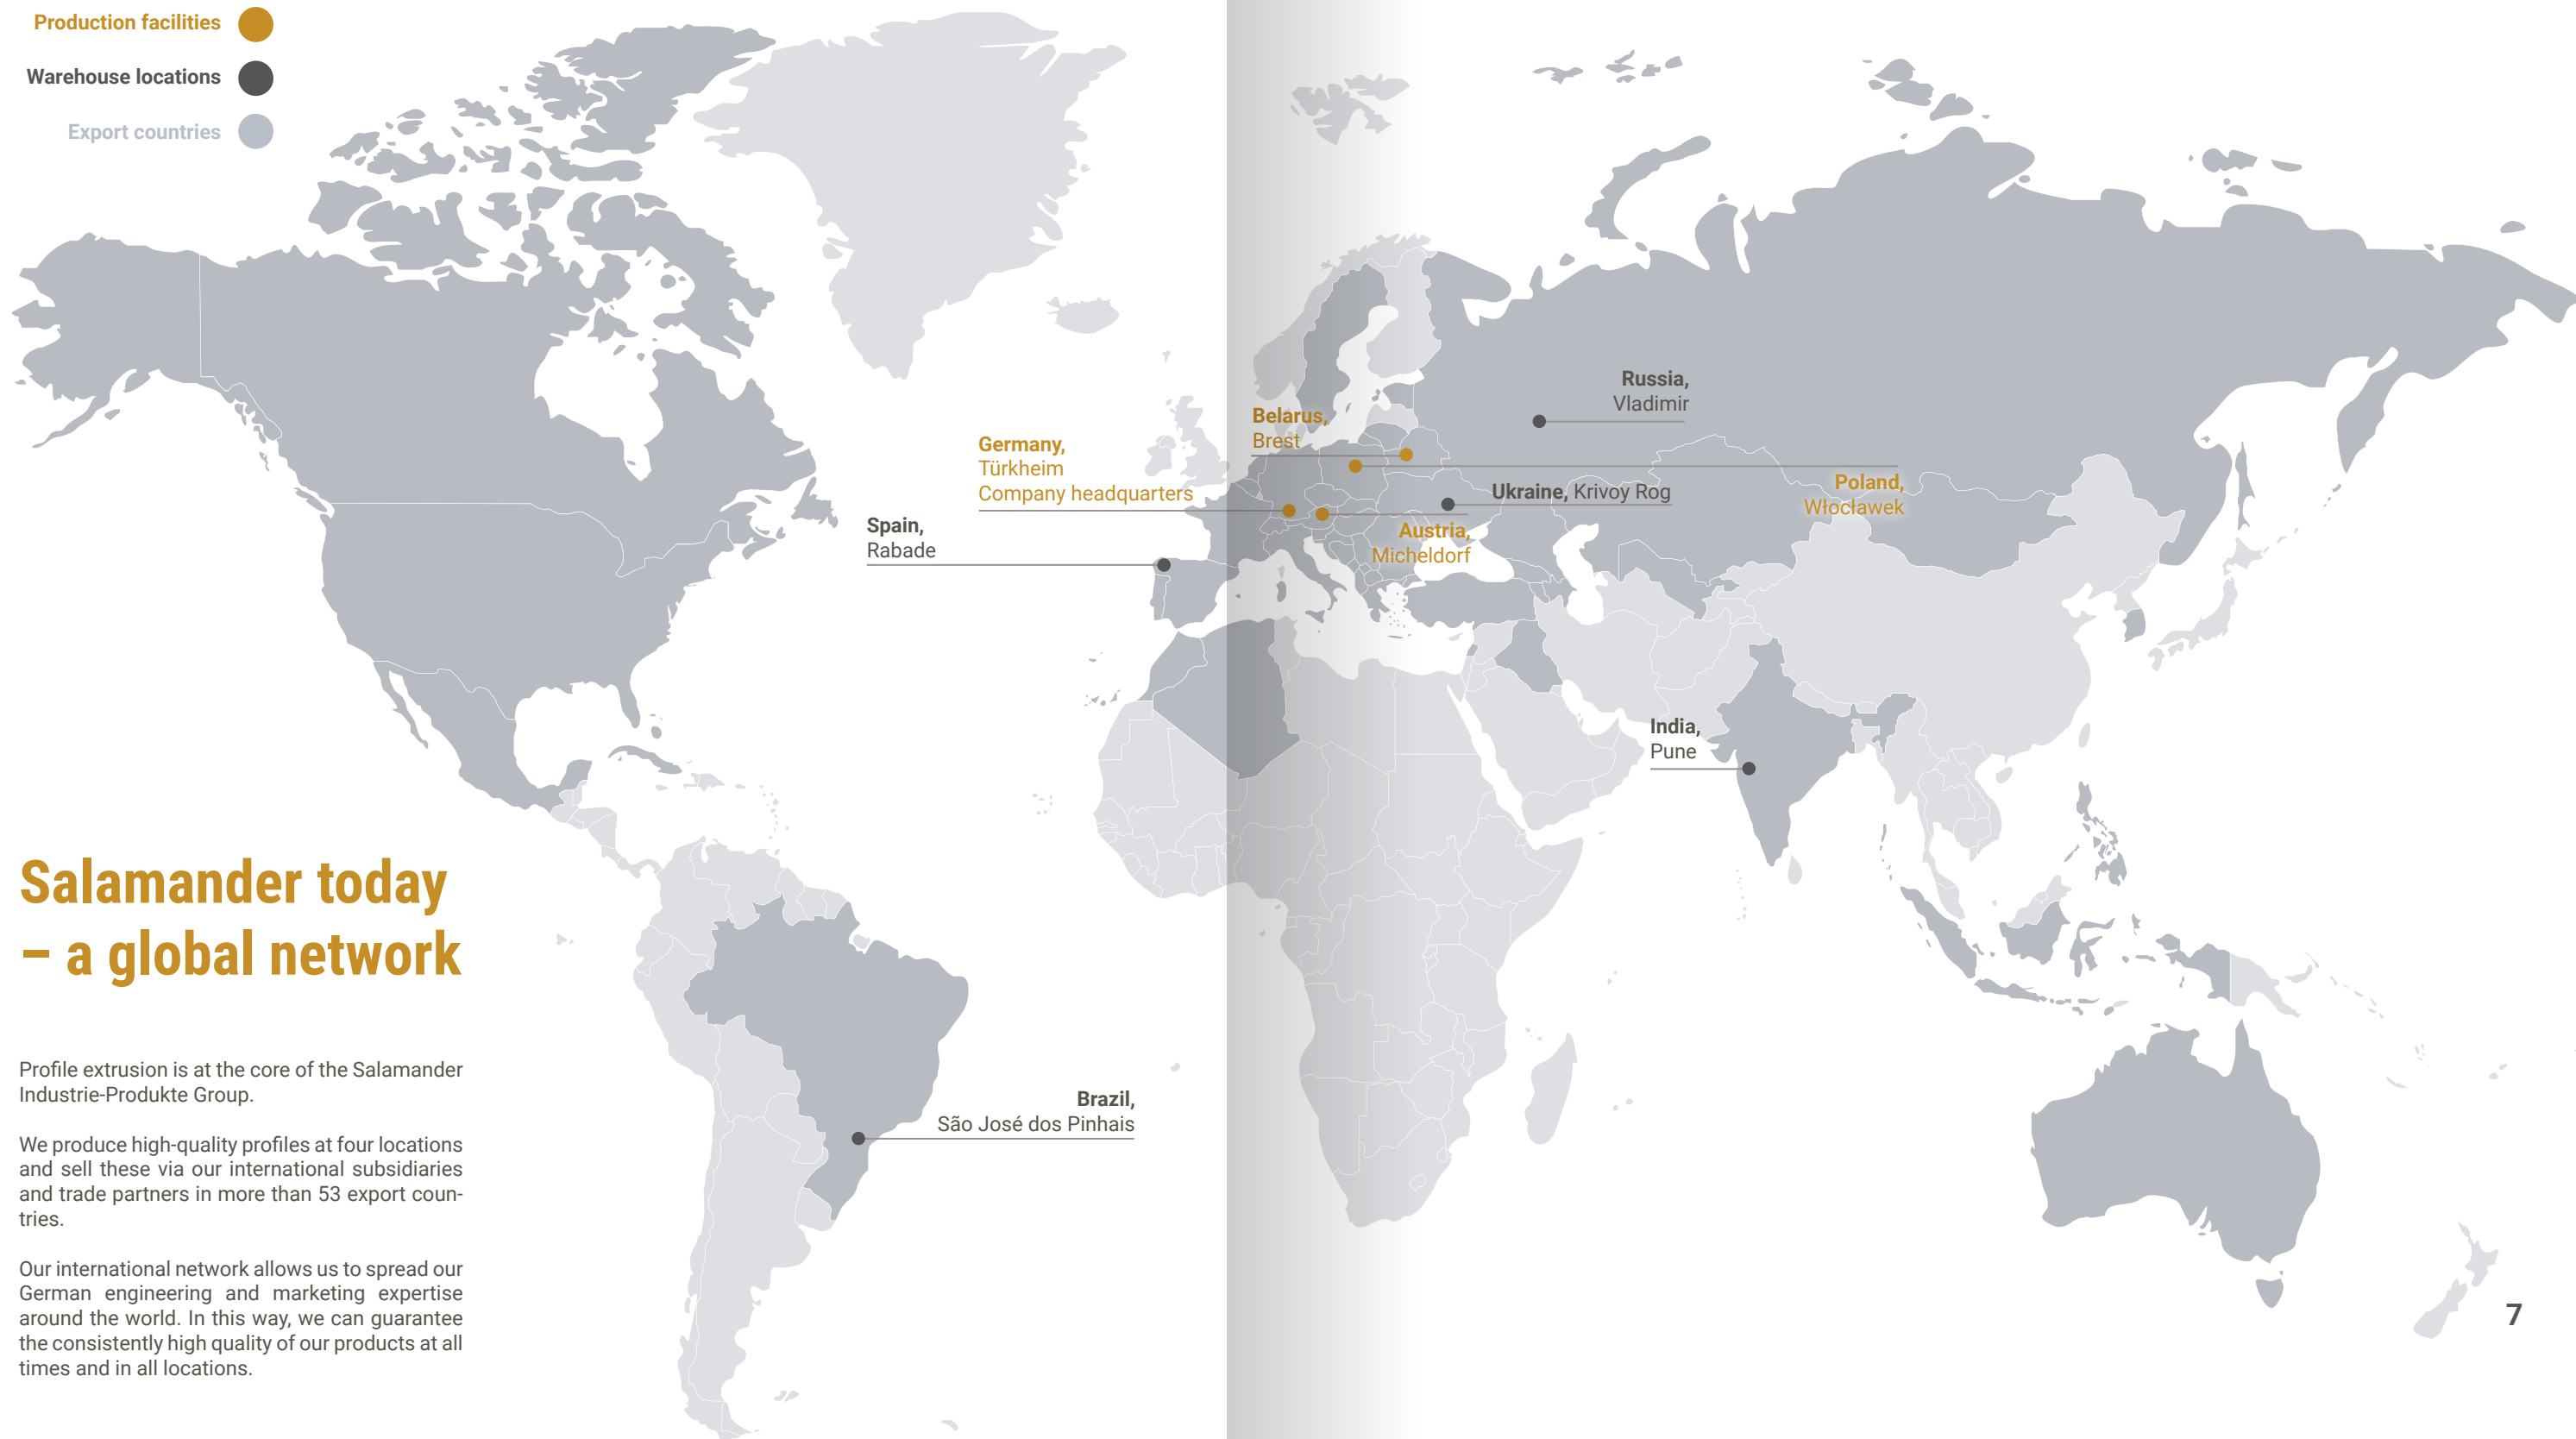 Production facilities
Warehouse locations
Export countries
Russia,
Vladimir
Belarus,
Brest
Germany,
Türkheim
Company headquarters
Poland,
Włocławek
Ukraine, Krivoy Rog
Spain,
Rabade
Austria,
Micheldorf
India,
Pune
Salamander today
– a global network
Profile extrusion is at the core of the Salamander
Industrie-Produkte Group.
We produce high-quality profiles at four locations
and sell these via our international subsidiaries
and trade partners in more than 53 export coun-
tries.
Our international network allows us to spread our
German engineering and marketing expertise
around the world. In this way, we can guarantee
the consistently high quality of our products at all
times and in all locations.
Brazil,
São José dos Pinhais
7